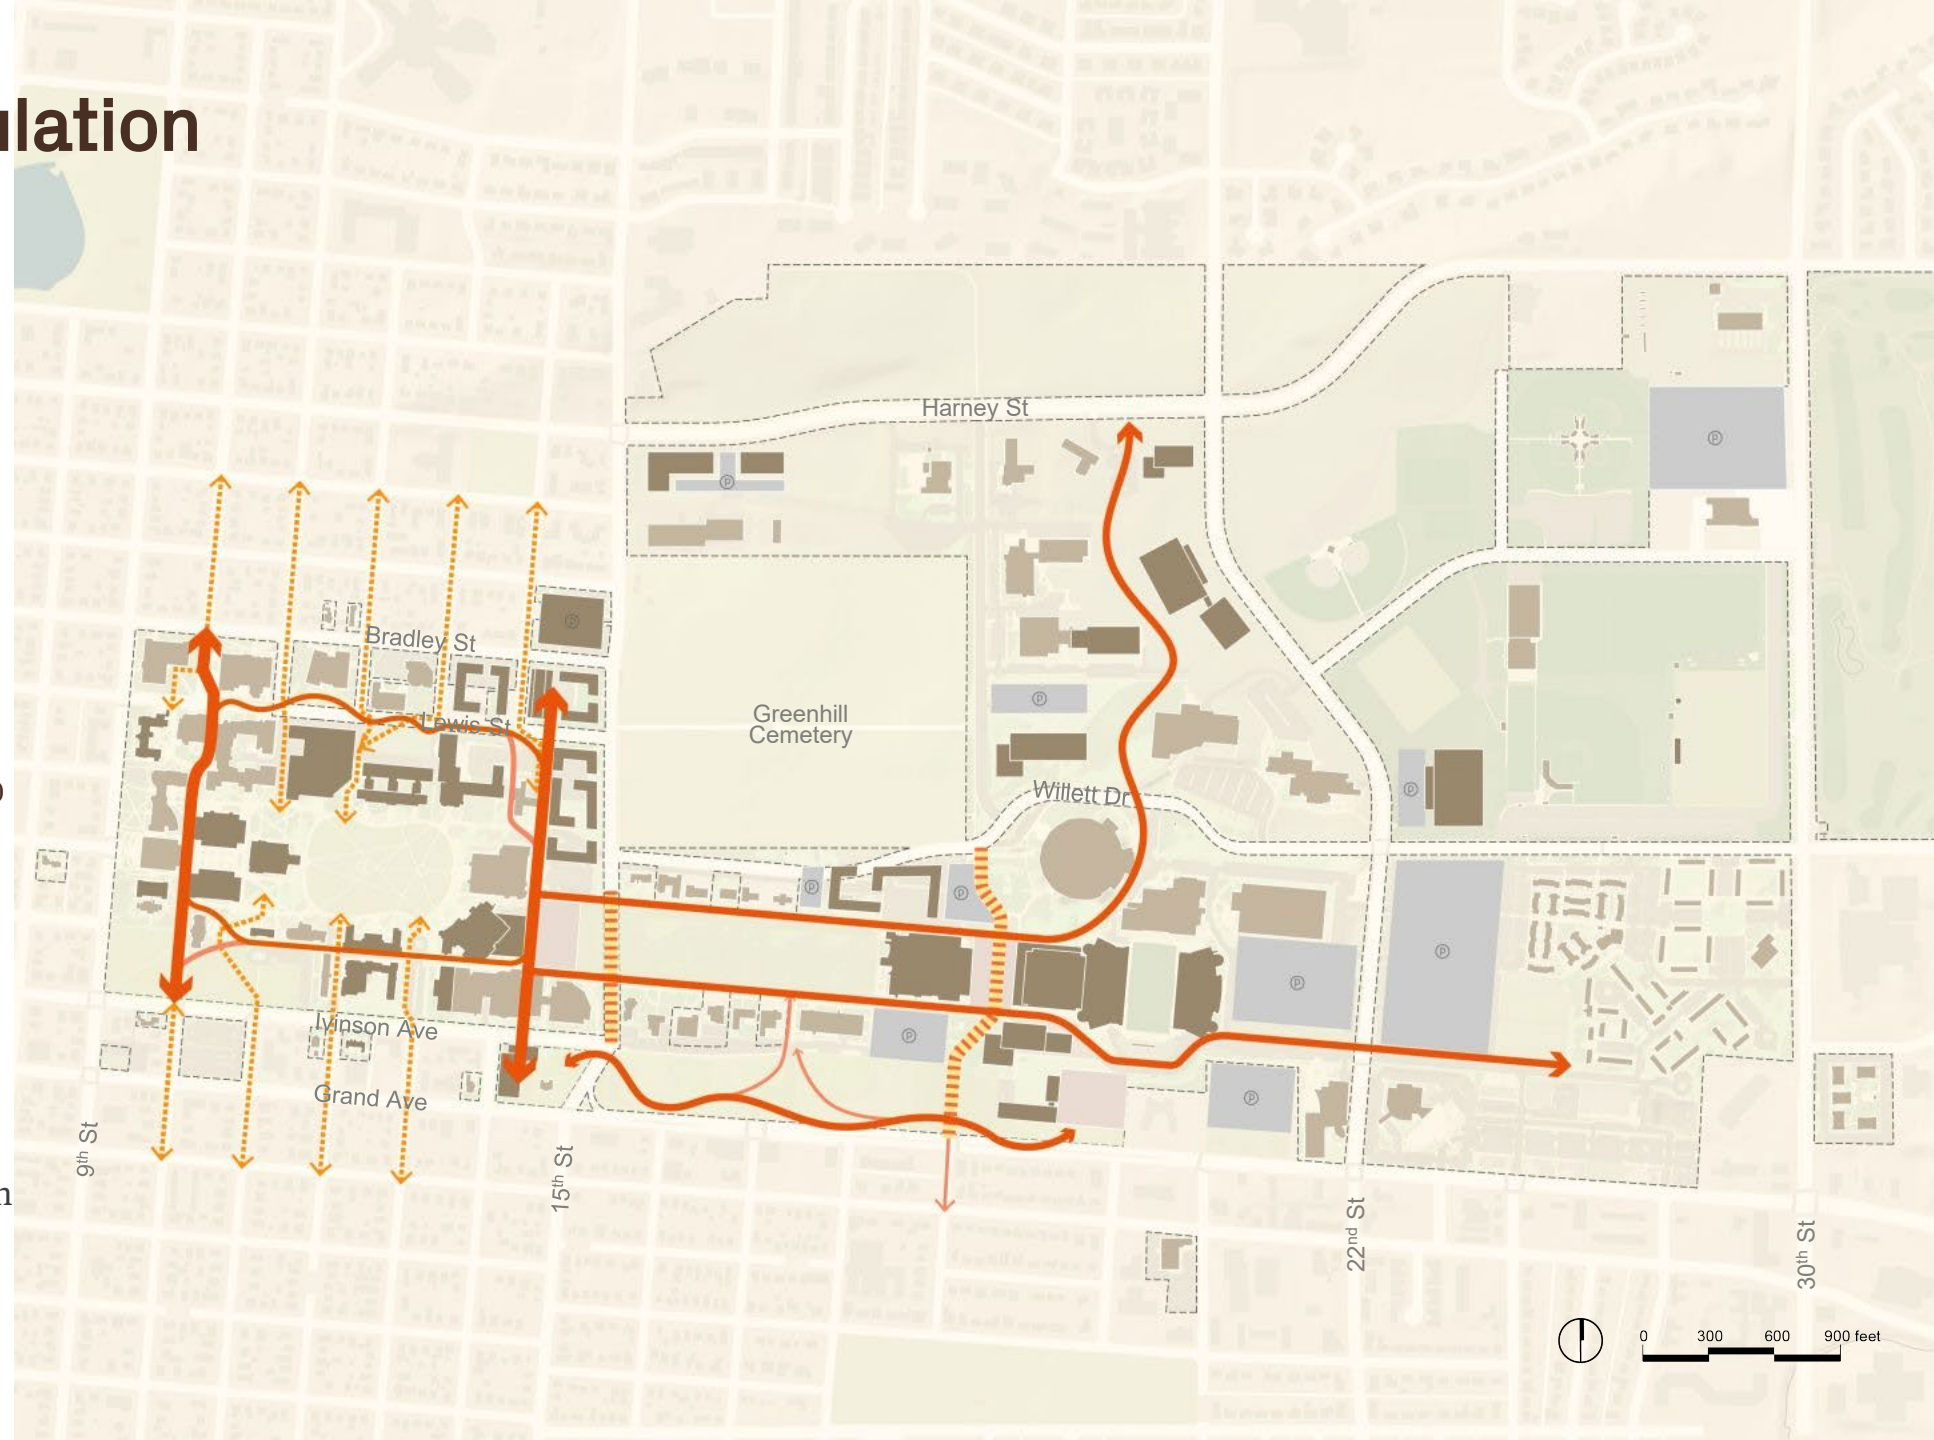 ulation
Harney St
P
P
P
Bradley St
Lewis St
P
Greenhill
Cemetery
P
Willett Dr
P
P
P
P
P
Ivinson Ave
P
Grand Ave
P
9th St
15th St
n
22nd St
30th St
0 300 600 900 feet